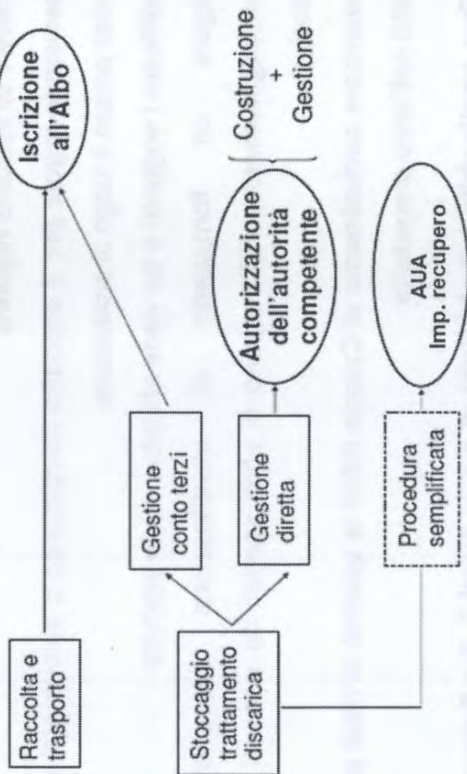 Raccolta e
trasporto
Iscrizione
all'Albo
Stoccaggio
trattamento
discarica
Gestione
conto terzi
Gestione
diretta
Autorizzazione
dell'autorità
competente
Costruzione
+
Gestione
Procedura
semplificata
AUA
Imp. recupero